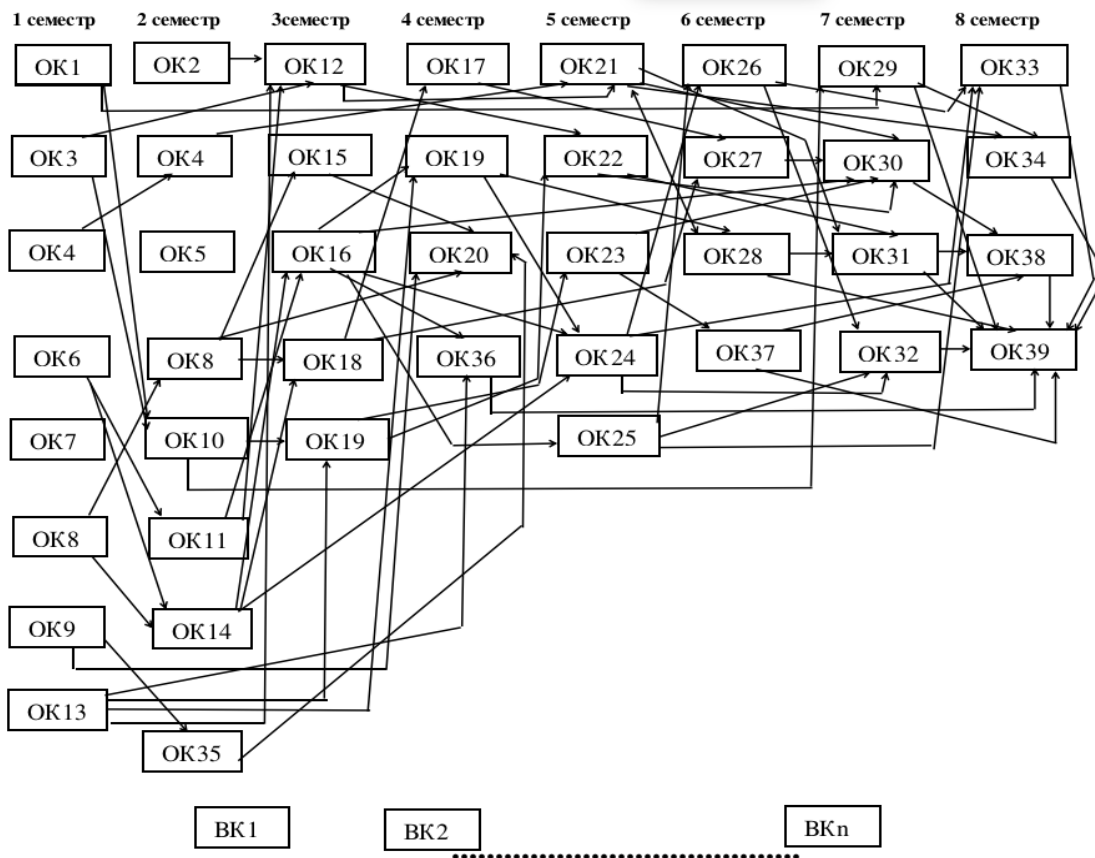 1 семестр 2 семестр 3семестр 4 семестр 5 семестр 6 семестр 7 семестр 8 семестр
ОК1 ОК2 ОК12 ОК17 ОК21 ОК26 ОК29 ОК33
ОК3 ОК4 ОК15 ОК19 ОК22 ОК27 ОК30 ОК34
ОК4 ОК5 ОК16 ОК20 ОК23 ОК28 ОК31 ОК38
ОК6 ОК8 ОК18 ОК36 ОК24 ОК37 ОК32 ОК39
ОК7 ОК10 ОК19 ОК25
ОК8 ОК11
ОК9 ОК14
ОК13
ОК35
ВК1 ВК2 ВКn